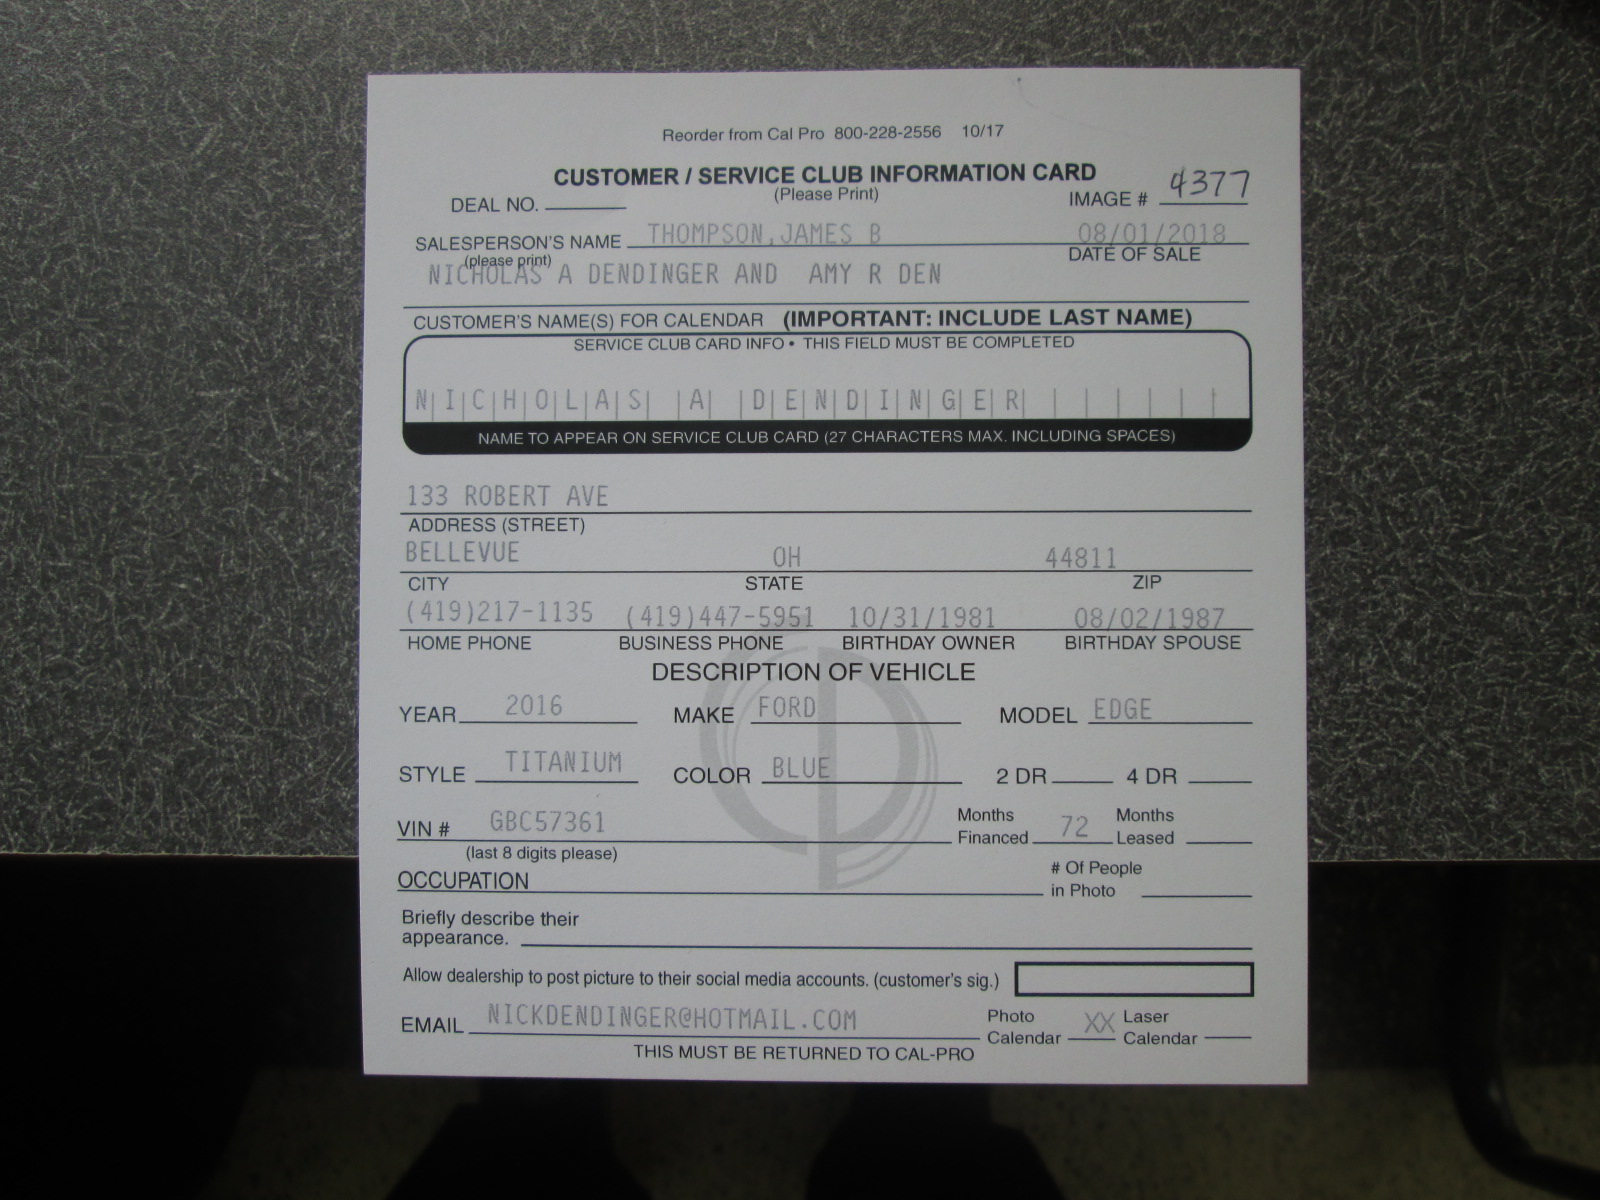 Reorder from Cal Pro 800-228-2556 10/17
CUSTOMER / SERVICE CLUB INFORMATION CARD
(Please Print)
DEAL NO. IMAGE # 4377
SALESPERSON'S NAME THOMPSON,JAMES B 08/01/2018
(please print) DATE OF SALE
NICHOLAS A DENDINGER AND AMY R DEN
CUSTOMER'S NAME(S) FOR CALENDAR (IMPORTANT: INCLUDE LAST NAME)
SERVICE CLUB CARD INFO • THIS FIELD MUST BE COMPLETED
NICHOLAS A DENDINGER
NAME TO APPEAR ON SERVICE CLUB CARD (27 CHARACTERS MAX. INCLUDING SPACES)
133 ROBERT AVE
ADDRESS (STREET)
BELLEVUE OH 44811
CITY STATE ZIP
(419)217-1135 (419)447-5951 10/31/1981 08/02/1987
HOME PHONE BUSINESS PHONE BIRTHDAY OWNER BIRTHDAY SPOUSE
DESCRIPTION OF VEHICLE
YEAR 2016 MAKE FORD MODEL EDGE
STYLE TITANIUM COLOR BLUE 2 DR 4 DR
VIN # GBC57361 Months Financed 72 Months Leased
(last 8 digits please)
OCCUPATION # Of People in Photo
Briefly describe their
appearance.
Allow dealership to post picture to their social media accounts. (customer's sig.)
EMAIL NICKDENDINGER@HOTMAIL.COM Photo Calendar XX Laser Calendar
THIS MUST BE RETURNED TO CAL-PRO